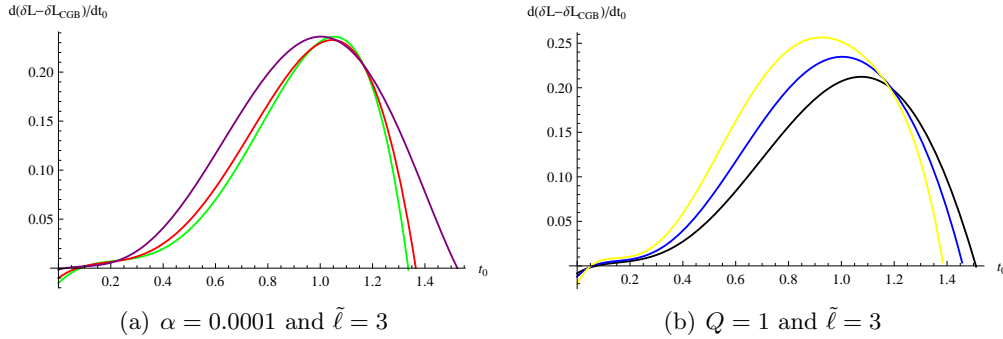 d(δL−δL_CGB)/dt₀
0.20
0.15
0.10
0.05
0.2 0.4 0.6 0.8 1.0 1.2 1.4 t₀
(a) α = 0.0001 and ℓ̃ = 3
d(δL−δL_CGB)/dt₀
0.25
0.20
0.15
0.10
0.05
0.2 0.4 0.6 0.8 1.0 1.2 1.4 t₀
(b) Q = 1 and ℓ̃ = 3